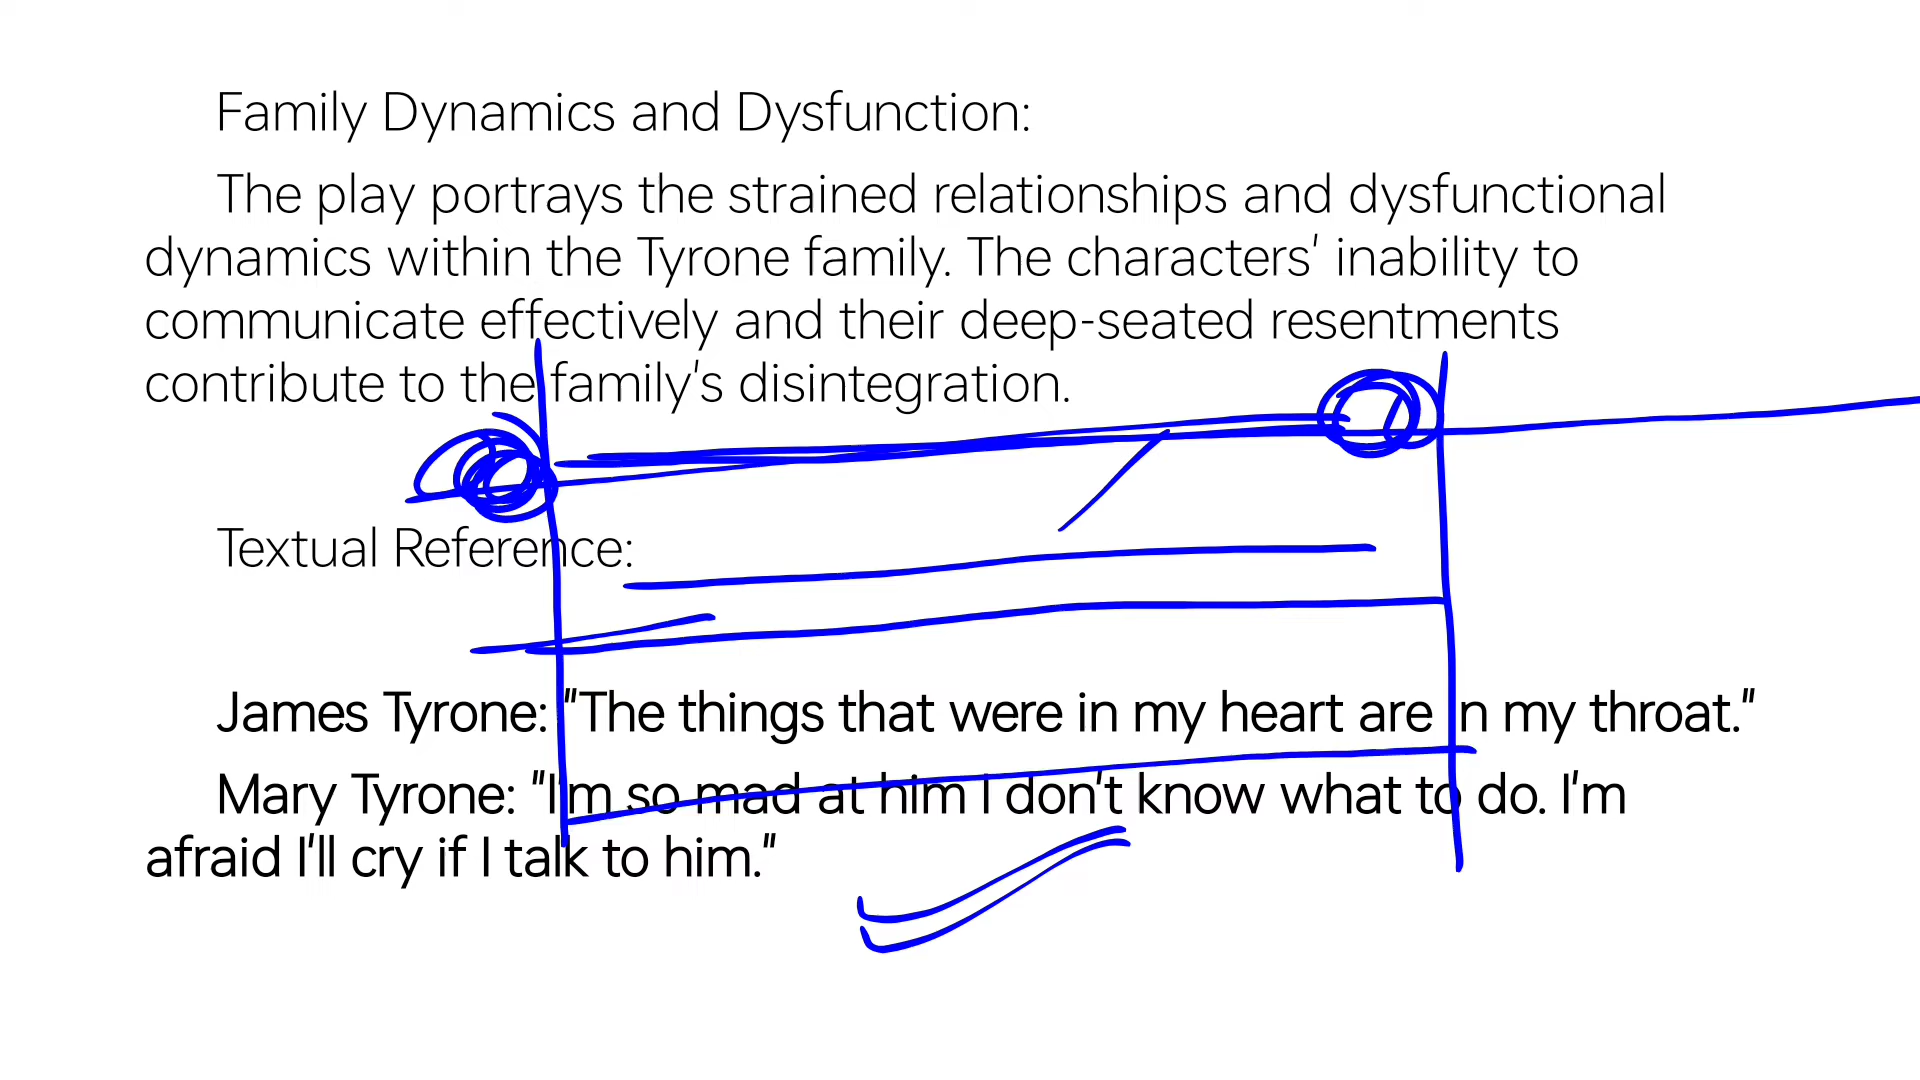 Family Dynamics and Dysfunction:
The play portrays the strained relationships and dysfunctional
dynamics within the Tyrone family. The characters' inability to
communicate effectively and their deep-seated resentments
contribute to the family's disintegration.
Textual Reference:
James Tyrone: "The things that were in my heart are in my throat."
Mary Tyrone: "I'm so mad at him I don't know what to do. I'm
afraid I'll cry if I talk to him."